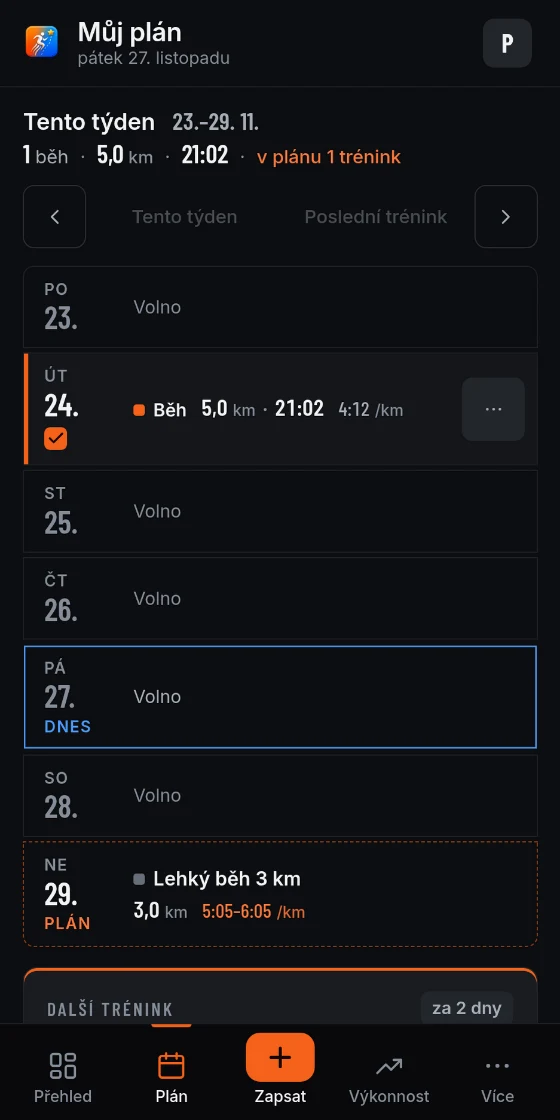 Můj plán
pátek 27. listopadu
P
Tento týden 23.–29. 11.
1 běh · 5,0 km · 21:02 · v plánu 1 trénink
Tento týden Poslední trénink
PO
23.
Volno
ÚT
24.
Běh 5,0 km · 21:02 4:12 /km
...
ST
25.
Volno
ČT
26.
Volno
PÁ
27.
DNES
Volno
SO
28.
Volno
NE
29.
PLÁN
Lehký běh 3 km
3,0 km 5:05–6:05 /km
DALŠÍ TRÉNINK za 2 dny
Přehled Plán Zapsat Výkonnost Více